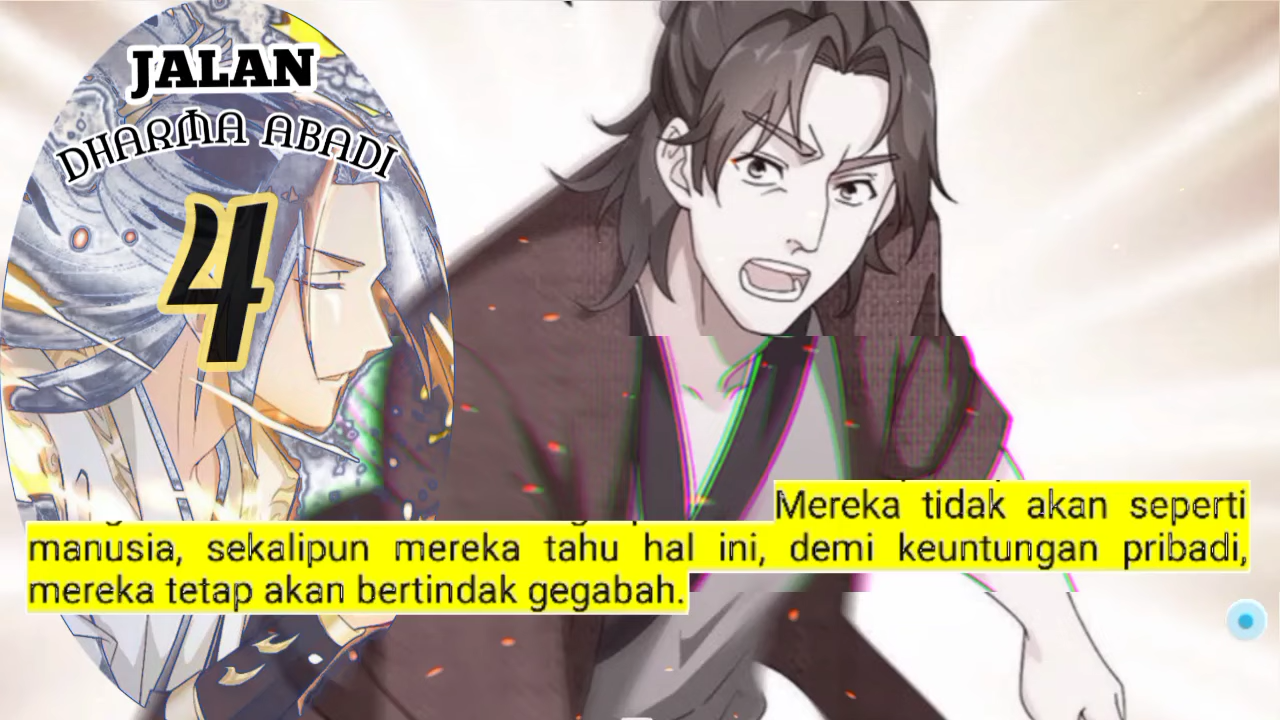 JALAN
DHARMA ABADI
4
Mereka tidak akan seperti
manusia, sekalipun mereka tahu hal ini, demi keuntungan pribadi,
mereka tetap akan bertindak gegabah.